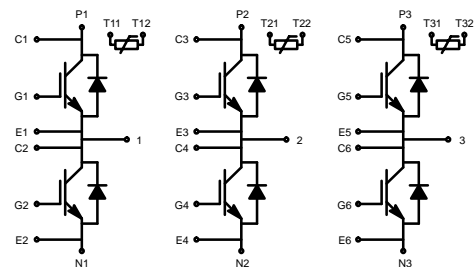 P1 T11 T12 P2 T21 T22 P3 T31 T32
C1 C3 C5
G1 G3 G5
E1 1 E3 2 E5 3
C2 C4 C6
G2 G4 G6
E2 E4 E6
N1 N2 N3